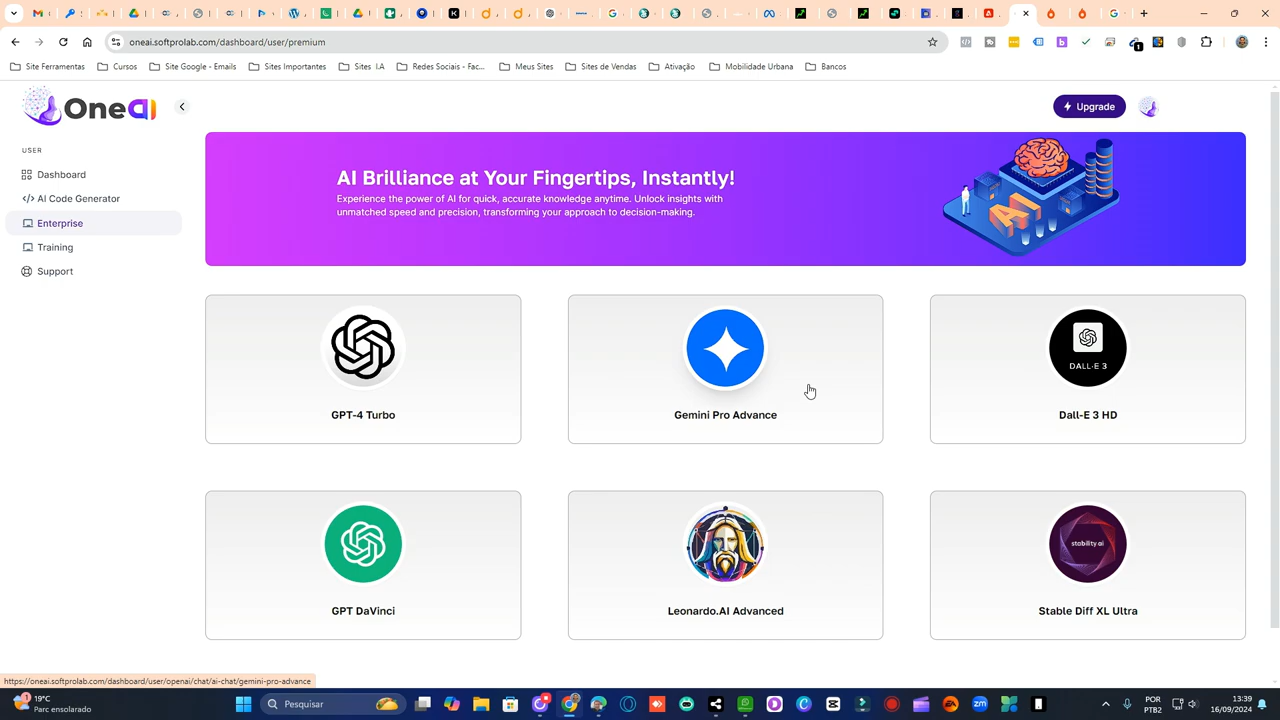 oneai.softprolab.com/dashboard/user/premium
Site Ferramentas
Cursos
Site Google - Emails
Sites Importantes
Sites I.A
Redes Sociais - Fac...
Meus Sites
Sites de Vendas
Ativação
Mobilidade Urbana
Bancos
OneAI
Upgrade
USER
Dashboard
AI Code Generator
Enterprise
Training
Support
AI Brilliance at Your Fingertips, Instantly!
Experience the power of AI for quick, accurate knowledge anytime. Unlock insights with
unmatched speed and precision, transforming your approach to decision-making.
AI
GPT-4 Turbo
Gemini Pro Advance
DALL·E 3
Dall-E 3 HD
GPT DaVinci
Leonardo.AI Advanced
stability ai
Stable Diff XL Ultra
https://oneai.softprolab.com/dashboard/user/openai/chat/ai-chat/gemini-pro-advance
1
19°C
Parc ensolarado
Pesquisar
POR
PTB2
13:39
16/09/2024